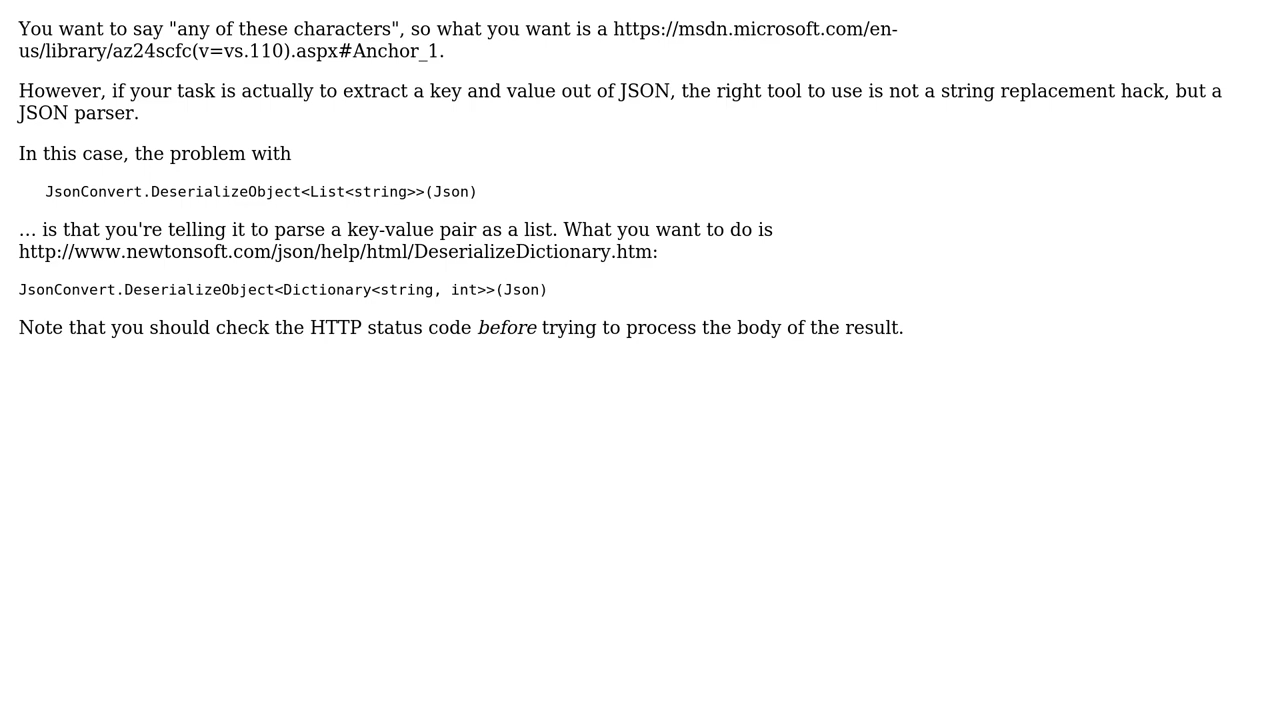 You want to say "any of these characters", so what you want is a https://msdn.microsoft.com/en-
us/library/az24scfc(v=vs.110).aspx#Anchor_1.
However, if your task is actually to extract a key and value out of JSON, the right tool to use is not a string replacement hack, but a
JSON parser.
In this case, the problem with
JsonConvert.DeserializeObject<List<string>>(Json)
… is that you're telling it to parse a key-value pair as a list. What you want to do is
http://www.newtonsoft.com/json/help/html/DeserializeDictionary.htm:
JsonConvert.DeserializeObject<Dictionary<string, int>>(Json)
Note that you should check the HTTP status code before trying to process the body of the result.